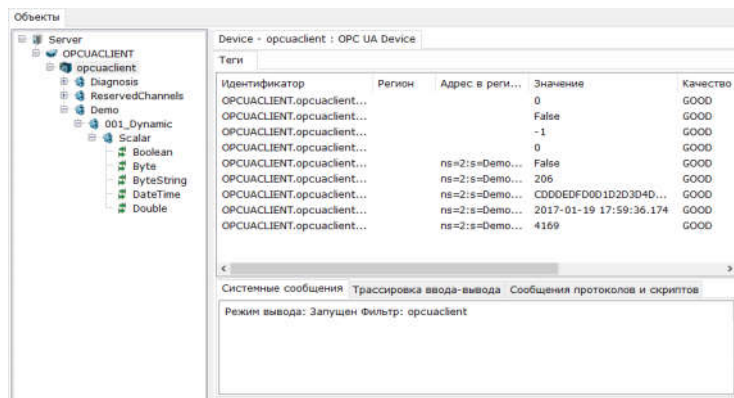 Объекты
Server
OPCUACLIENT
opcuaclient
Diagnosis
ReservedChannels
Demo
001_Dynamic
Scalar
Boolean
Byte
ByteString
DateTime
Double
Device - opcuaclient : OPC UA Device
Теги
Идентификатор Регион Адрес в реги... Значение Качество
OPCUACLIENT.opcuaclient... 0 GOOD
OPCUACLIENT.opcuaclient... False GOOD
OPCUACLIENT.opcuaclient... -1 GOOD
OPCUACLIENT.opcuaclient... 0 GOOD
OPCUACLIENT.opcuaclient... ns=2:s=Demo... False GOOD
OPCUACLIENT.opcuaclient... ns=2:s=Demo... 206 GOOD
OPCUACLIENT.opcuaclient... ns=2:s=Demo... CDDDEDFD0D1D2D3D4D... GOOD
OPCUACLIENT.opcuaclient... ns=2:s=Demo... 2017-01-19 17:59:36.174 GOOD
OPCUACLIENT.opcuaclient... ns=2:s=Demo... 4169 GOOD
Системные сообщения Трассировка ввода-вывода Сообщения протоколов и скриптов
Режим вывода: Запущен Фильтр: opcuaclient